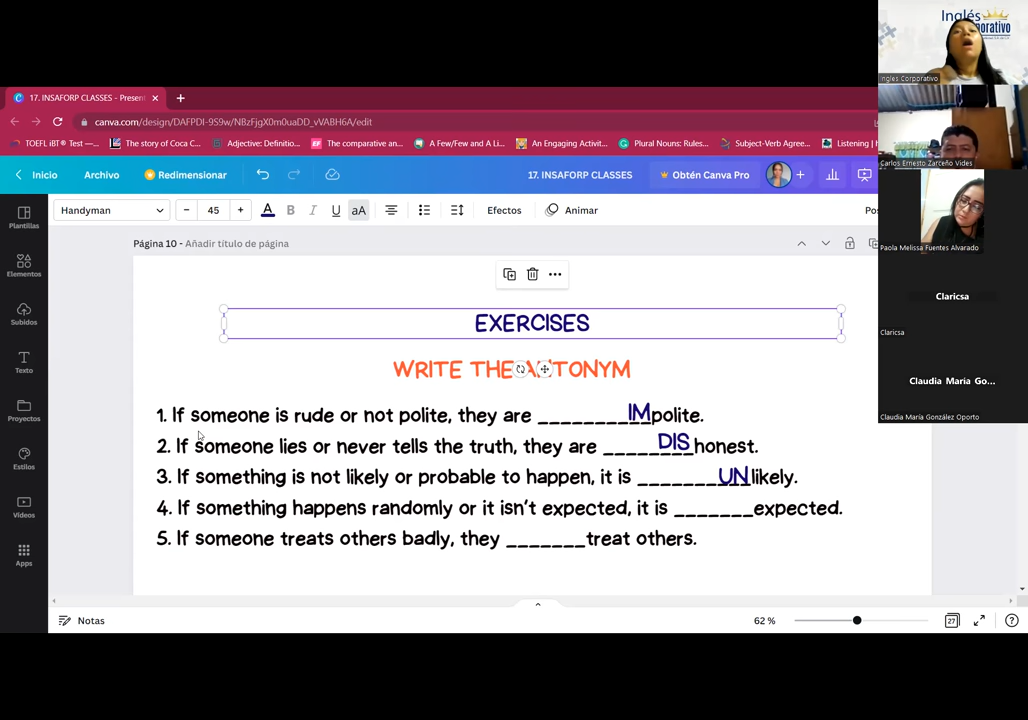 Inglés
Corporativo
Ingles Corporativo
17. INSAFORP CLASSES - Present
canva.com/design/DAFPDI-9S9w/NBzFjgX0m0uaDD_vVABH6A/edit
TOEFL iBT® Test —... The story of Coca C... Adjective: Definitio... The comparative an... A Few/Few and A Li... An Engaging Activit... Plural Nouns: Rules... Subject-Verb Agree... Listening |
Carlos Ernesto Zarceño Vides
Inicio Archivo Redimensionar 17. INSAFORP CLASSES Obtén Canva Pro
Handyman 45 A B I U aA Efectos Animar Pos
Plantillas
Elementos
Subidos
Texto
Proyectos
Estilos
Videos
Apps
Página 10 - Añadir título de página
Paola Melissa Fuentes Alvarado
Claricsa
Claricsa
Claudia Maria Go...
Claudia María González Oporto
EXERCISES
WRITE THE ANTONYM
1. If someone is rude or not polite, they are __________IMpolite.
2. If someone lies or never tells the truth, they are ________DIShonest.
3. If something is not likely or probable to happen, it is __________UNlikely.
4. If something happens randomly or it isn't expected, it is _______expected.
5. If someone treats others badly, they _______treat others.
Notas 62 % 27